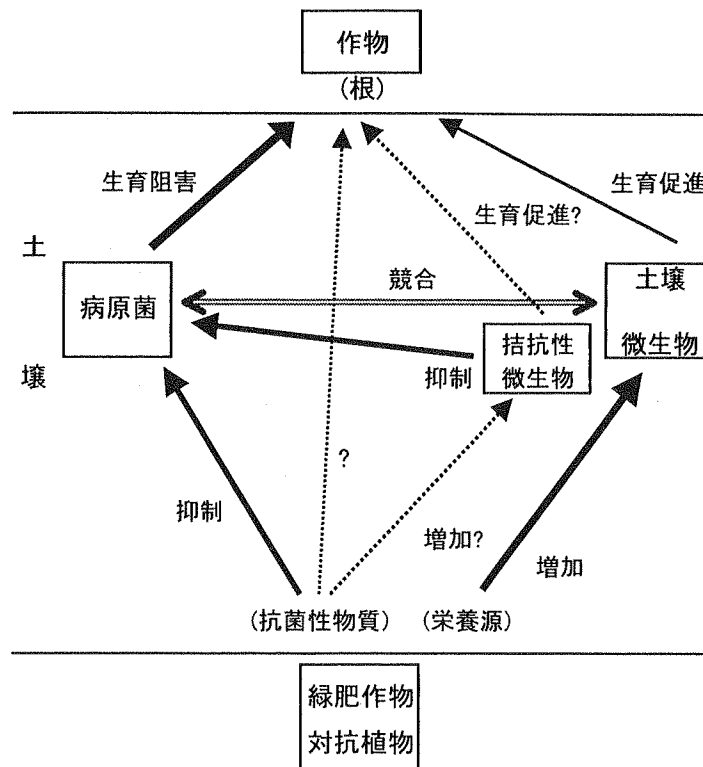 作物
(根)
生育阻害
生育促進
生育促進?
土
競合
土壌
病原菌
微生物
拮抗性
微生物
壌
抑制
?
抑制
増加?
増加
(抗菌性物質)
(栄養源)
緑肥作物
対抗植物